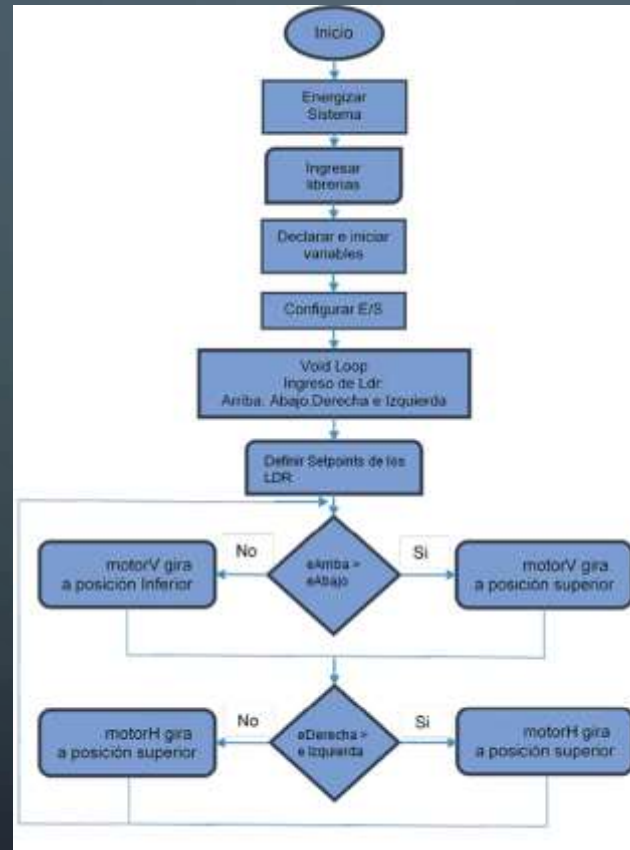 Inicio
Energizar
Sistema
Ingresar
librerias
Declarar e iniciar
variables
Configurar E/S
Void Loop
Ingreso de Ldr:
Arriba, Abajo,Derecha e Izquierda
Definir Setpoints de los
LDR:
No
Si
motorV gira
a posición Inferior
eArriba >
eAbajo
motorV gira
a posición superior
No
Si
motorH gira
a posición superior
eDerecha >
e Izquierda
motorH gira
a posición superior